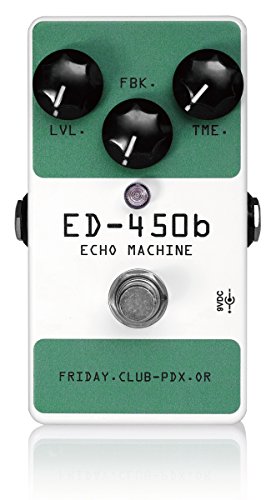 FBK.
LVL. TME.
ED-450b
ECHO MACHINE
9VDC
FRIDAY.CLUB-PDX.OR